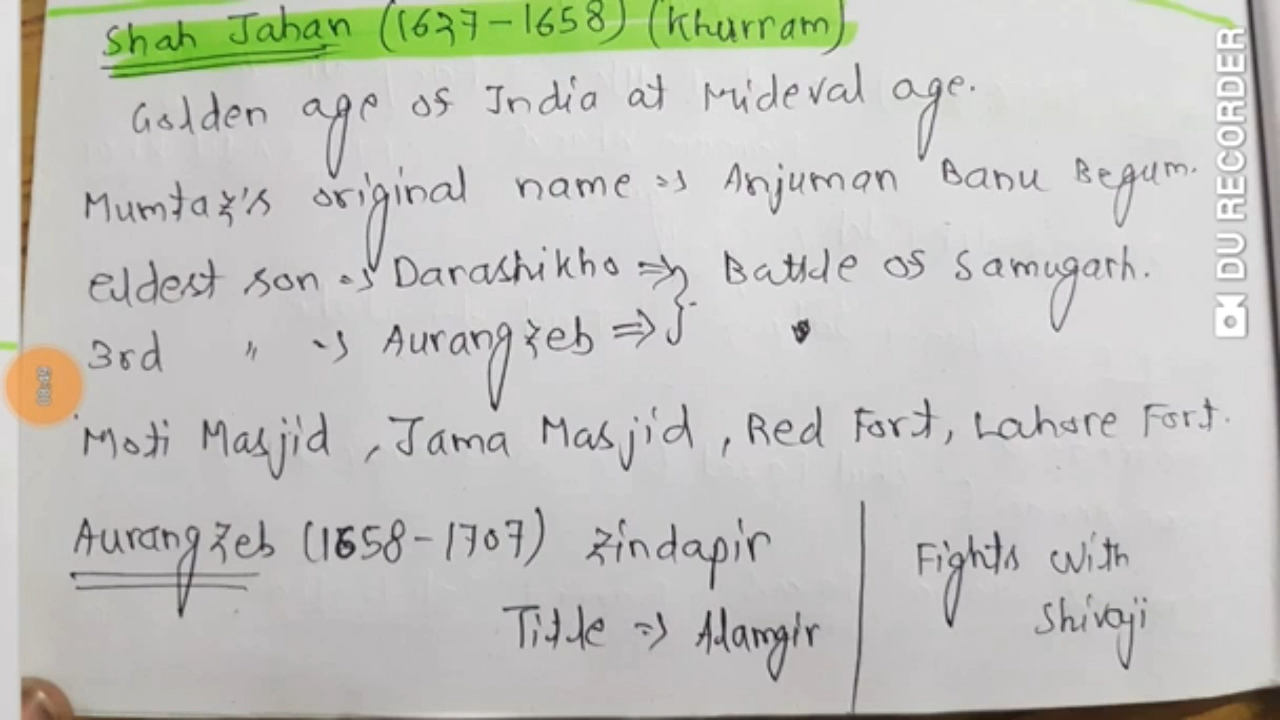 Shah Jahan (1627-1658) (Khurram)
Golden age of India at Mideval age.
Mumtaz's original name => Anjuman Banu Begum.
eldest son => Darashikho => } Battle of Samugarh.
3rd " => Aurangzeb => }
Moti Masjid, Jama Masjid, Red Fort, Lahore Fort.
Aurangzeb (1658-1707) Zindapir
Title => Alamgir
Fights with
Shivaji
DU RECORDER
08:49